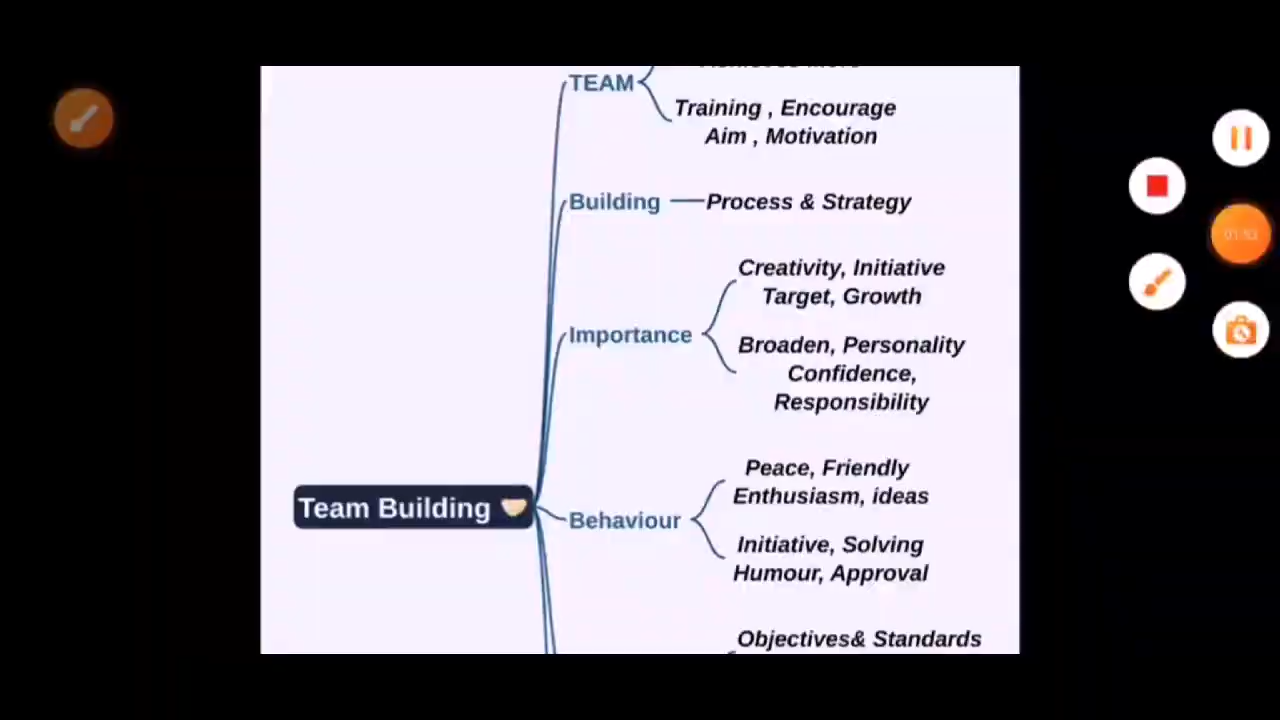 TEAM
Training , Encourage
Aim , Motivation
Building
Process & Strategy
Creativity, Initiative
Target, Growth
Importance
Broaden, Personality
Confidence,
Responsibility
Peace, Friendly
Enthusiasm, ideas
Team Building
Behaviour
Initiative, Solving
Humour, Approval
Objectives& Standards